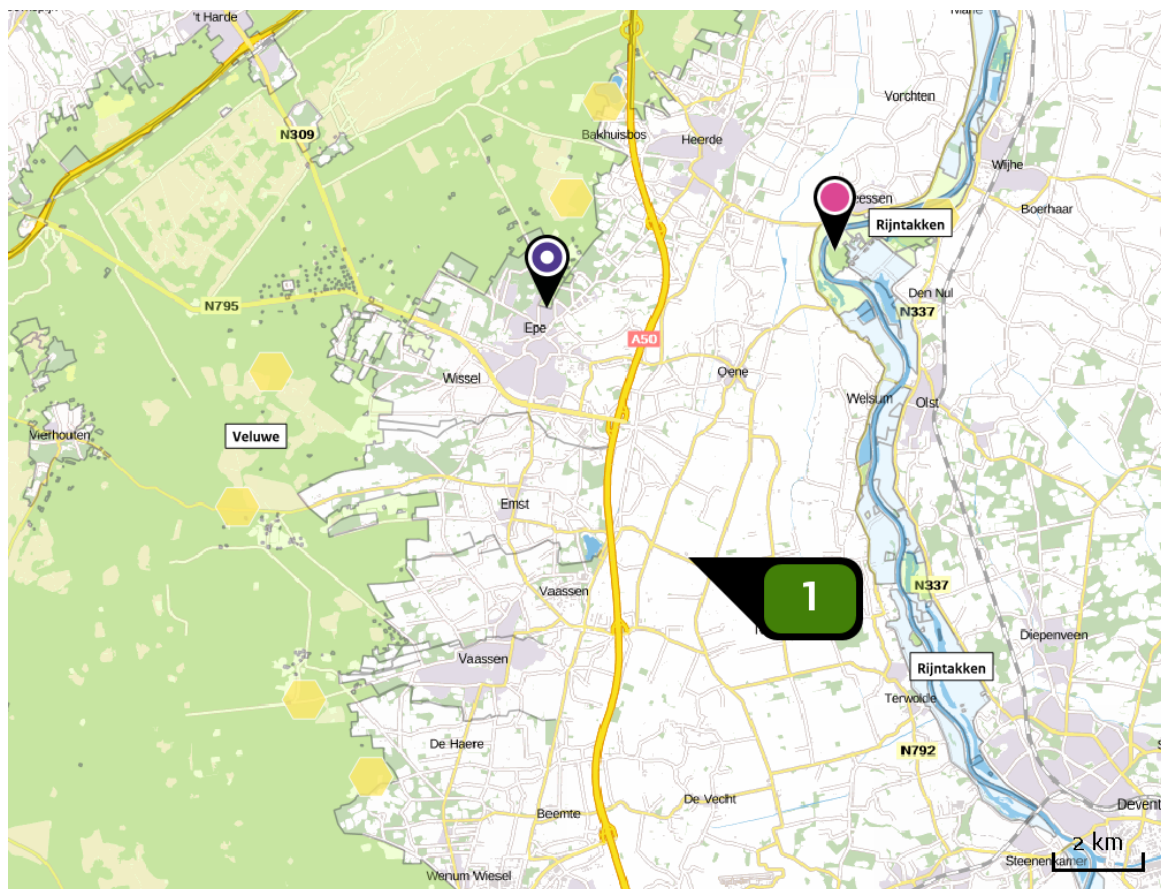 't Harde
Vorchten
N309
Bakhuisbos
Heerde
Wijhe
Boerhaar
Rijntakken
Den Nul
N795
N337
Epe
A50
Oene
Wissel
Welsum
Olst
Veluwe
Vierhouten
Emst
N337
Vaassen
1
Diepenveen
Vaassen
Rijntakken
Terwolde
De Haere
N792
De Vecht
Beemte
2 km
Steenenkamer
Wenum Wiesel